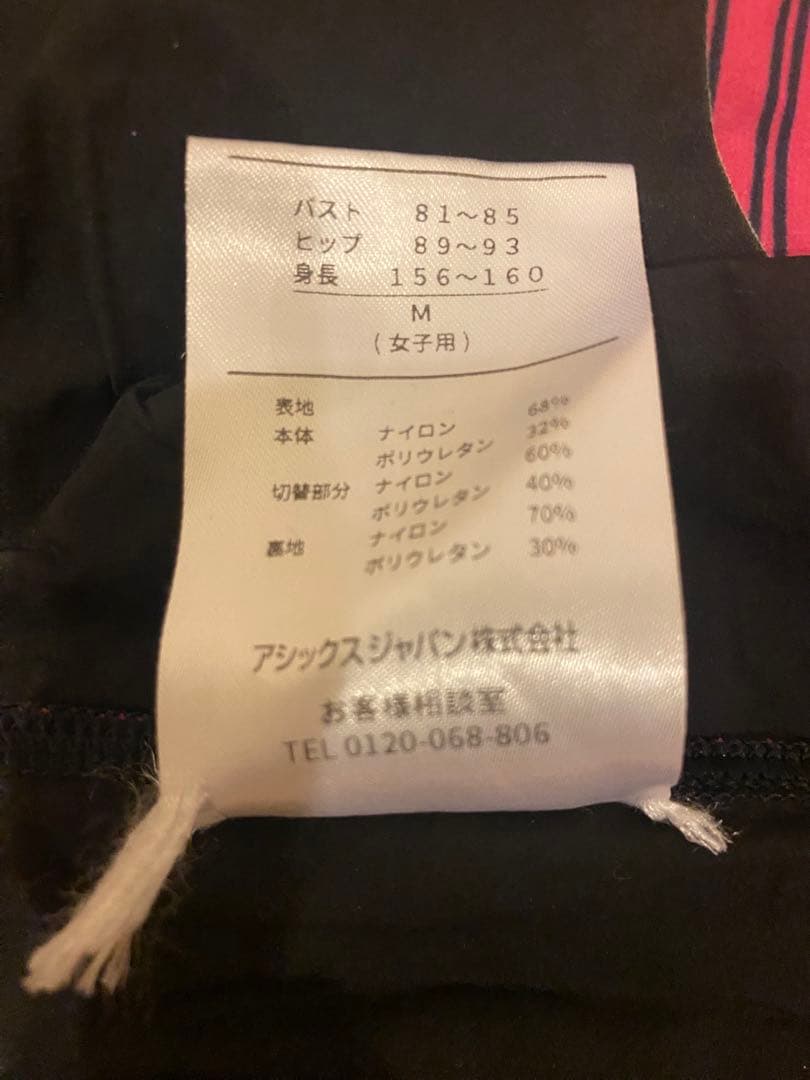 バスト 81～85
ヒップ 89～93
身長 156～160
M
(女子用)
表地
本体 ナイロン 68%
ポリウレタン 32%
切替部分 ナイロン 60%
ポリウレタン 40%
裏地 ナイロン 70%
ポリウレタン 30%
アシックスジャパン株式会社
お客様相談室
TEL 0120-068-806